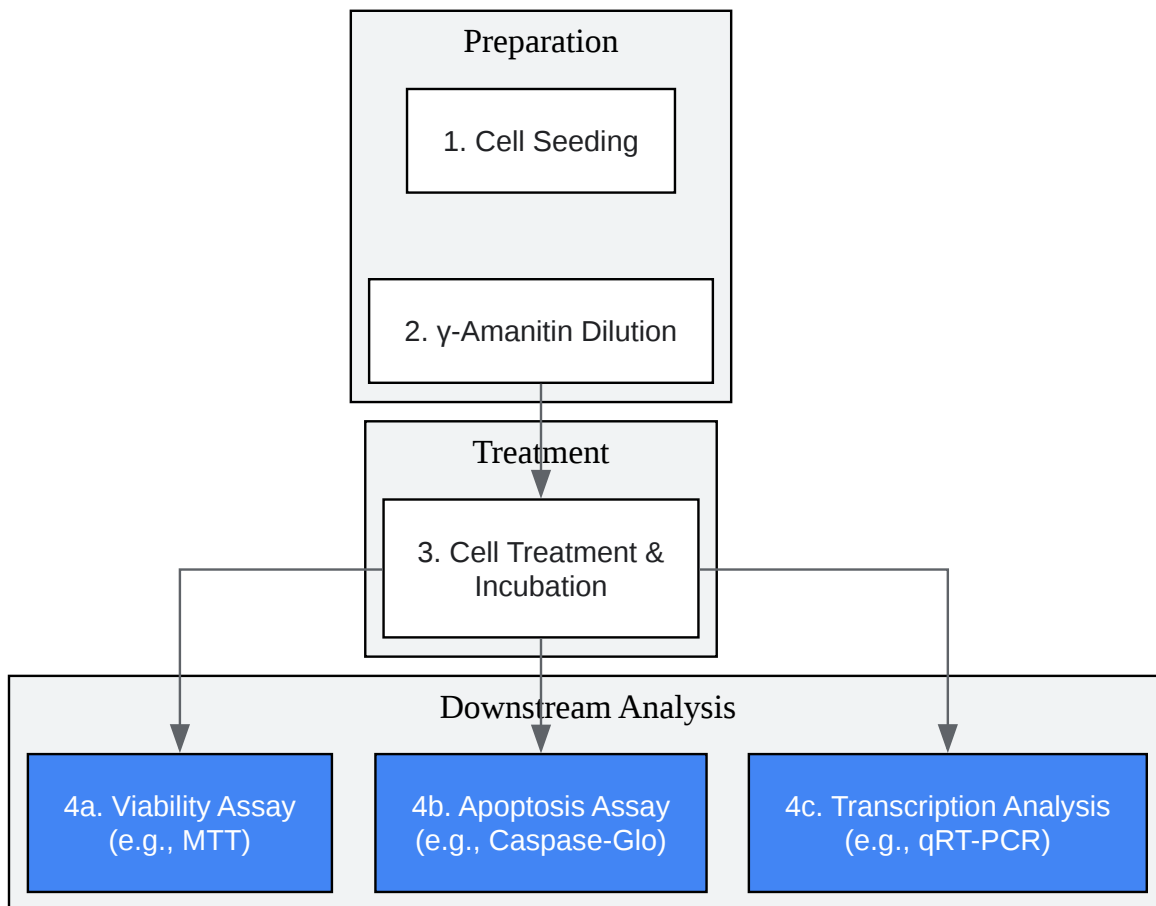 Preparation
1. Cell Seeding
2. γ-Amanitin Dilution
Treatment
3. Cell Treatment &
Incubation
Downstream Analysis
4a. Viability Assay
(e.g., MTT)
4b. Apoptosis Assay
(e.g., Caspase-Glo)
4c. Transcription Analysis
(e.g., qRT-PCR)